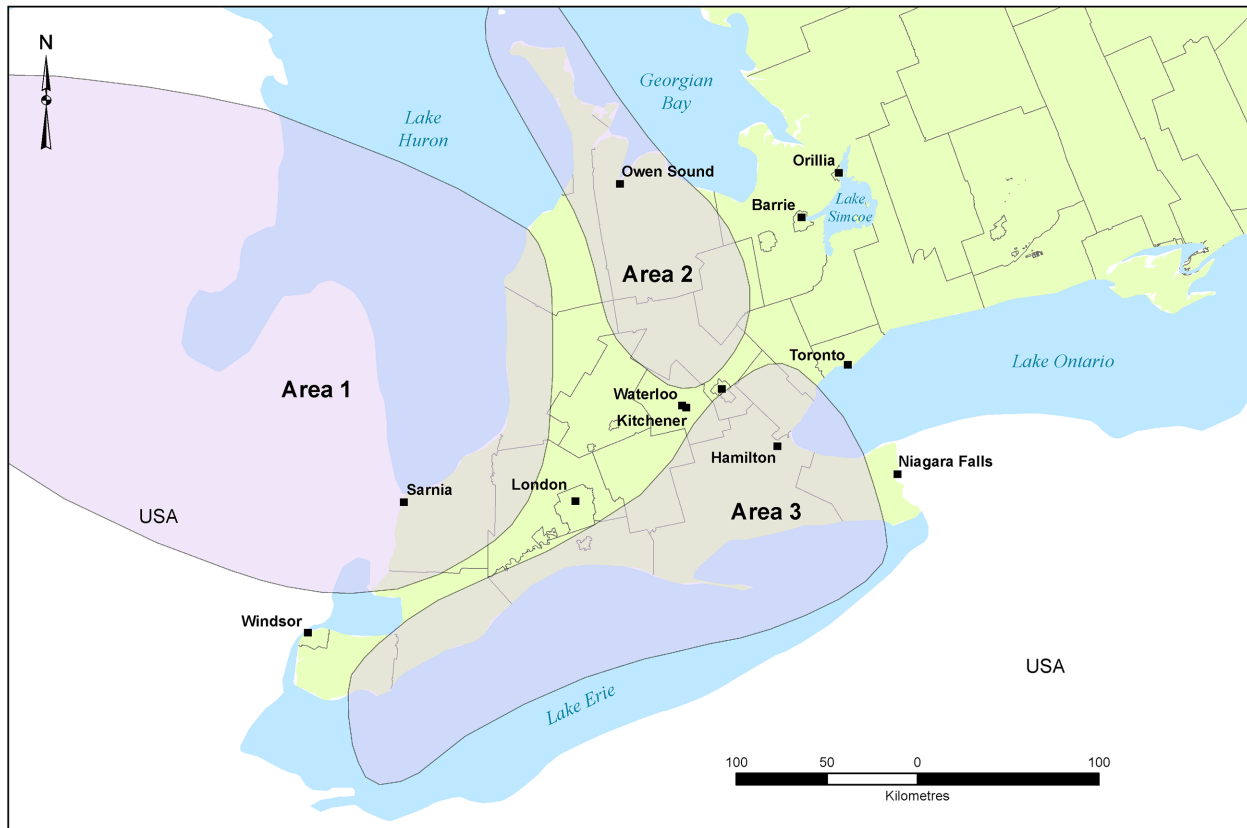 N
Georgian
Bay
Lake
Huron
Orillia
Owen Sound
Barrie
Lake
Simcoe
Area 2
Toronto
Lake Ontario
Area 1
Waterloo
Kitchener
Hamilton
Niagara Falls
Sarnia
London
Area 3
USA
Windsor
USA
Lake Erie
100 50 0 100
Kilometres